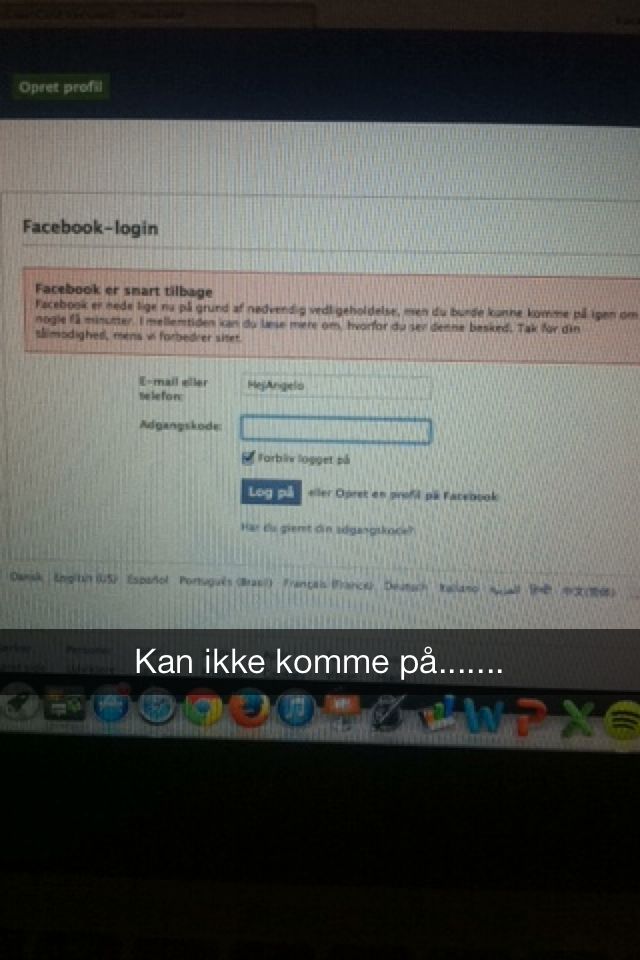 Opret profil
Facebook-login
Facebook er snart tilbage
Facebook er nede lige nu på grund af nødvendig vedligeholdelse, men du burde kunne komme på igen om
nogle få minutter. I mellemtiden kan du læse mere om, hvorfor du ser denne besked. Tak for din
tålmodighed, mens vi forbedrer sitet.
E-mail eller
telefon:
HejAngelo
Adgangskode:
Forbliv logget på
Log på eller Opret en profil på Facebook
Har du glemt din adgangskode?
Dansk English (US) Español Português (Brasil) Français (France) Deutsch Italiano العربية हिन्दी 中文(简体)
Kan ikke komme på.......